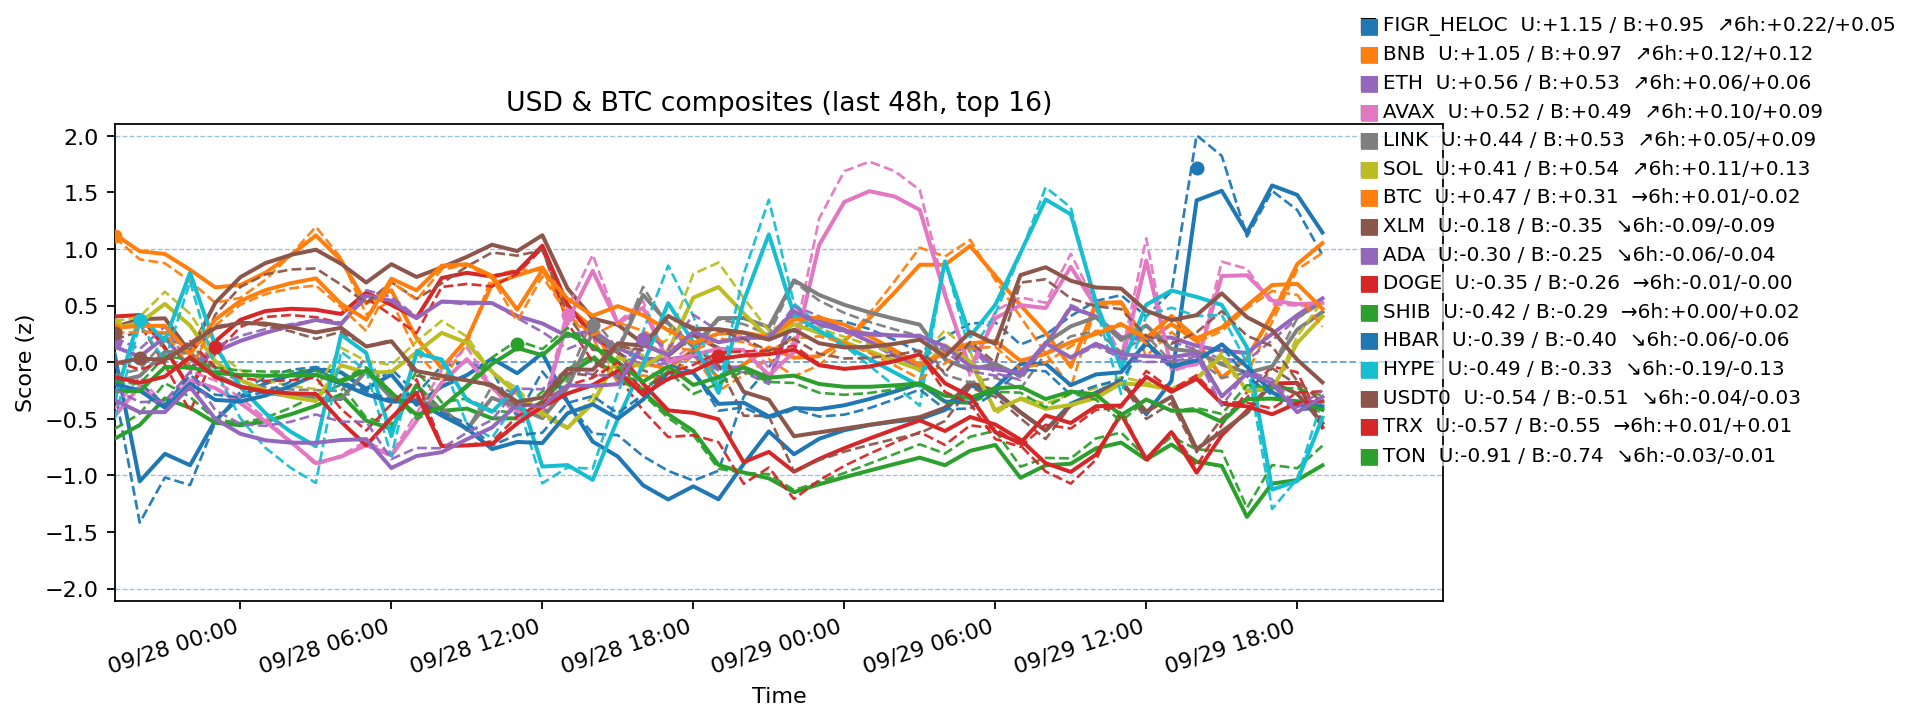 FIGR_HELOC U:+1.15 / B:+0.95 ↗6h:+0.22/+0.05
BNB U:+1.05 / B:+0.97 ↗6h:+0.12/+0.12
ETH U:+0.56 / B:+0.53 ↗6h:+0.06/+0.06
AVAX U:+0.52 / B:+0.49 ↗6h:+0.10/+0.09
LINK U:+0.44 / B:+0.53 ↗6h:+0.05/+0.09
SOL U:+0.41 / B:+0.54 ↗6h:+0.11/+0.13
BTC U:+0.47 / B:+0.31 →6h:+0.01/-0.02
XLM U:-0.18 / B:-0.35 ↘6h:-0.09/-0.09
ADA U:-0.30 / B:-0.25 ↘6h:-0.06/-0.04
DOGE U:-0.35 / B:-0.26 →6h:-0.01/-0.00
SHIB U:-0.42 / B:-0.29 →6h:+0.00/+0.02
HBAR U:-0.39 / B:-0.40 ↘6h:-0.06/-0.06
HYPE U:-0.49 / B:-0.33 ↘6h:-0.19/-0.13
USDT0 U:-0.54 / B:-0.51 ↘6h:-0.04/-0.03
TRX U:-0.57 / B:-0.55 →6h:+0.01/+0.01
TON U:-0.91 / B:-0.74 ↘6h:-0.03/-0.01
USD & BTC composites (last 48h, top 16)
Score (z)
2.0
1.5
1.0
0.5
0.0
−0.5
−1.0
−1.5
−2.0
09/28 00:00
09/28 06:00
09/28 12:00
09/28 18:00
09/29 00:00
09/29 06:00
09/29 12:00
09/29 18:00
Time